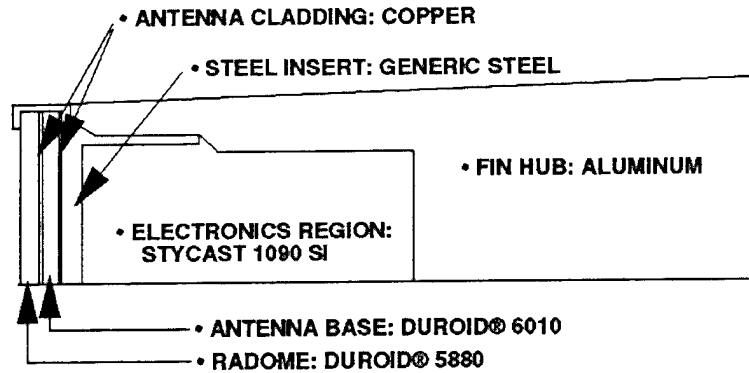 • ANTENNA CLADDING: COPPER
• STEEL INSERT: GENERIC STEEL
• FIN HUB: ALUMINUM
• ELECTRONICS REGION:
STYCAST 1090 SI
• ANTENNA BASE: DUROID® 6010
• RADOME: DUROID® 5880